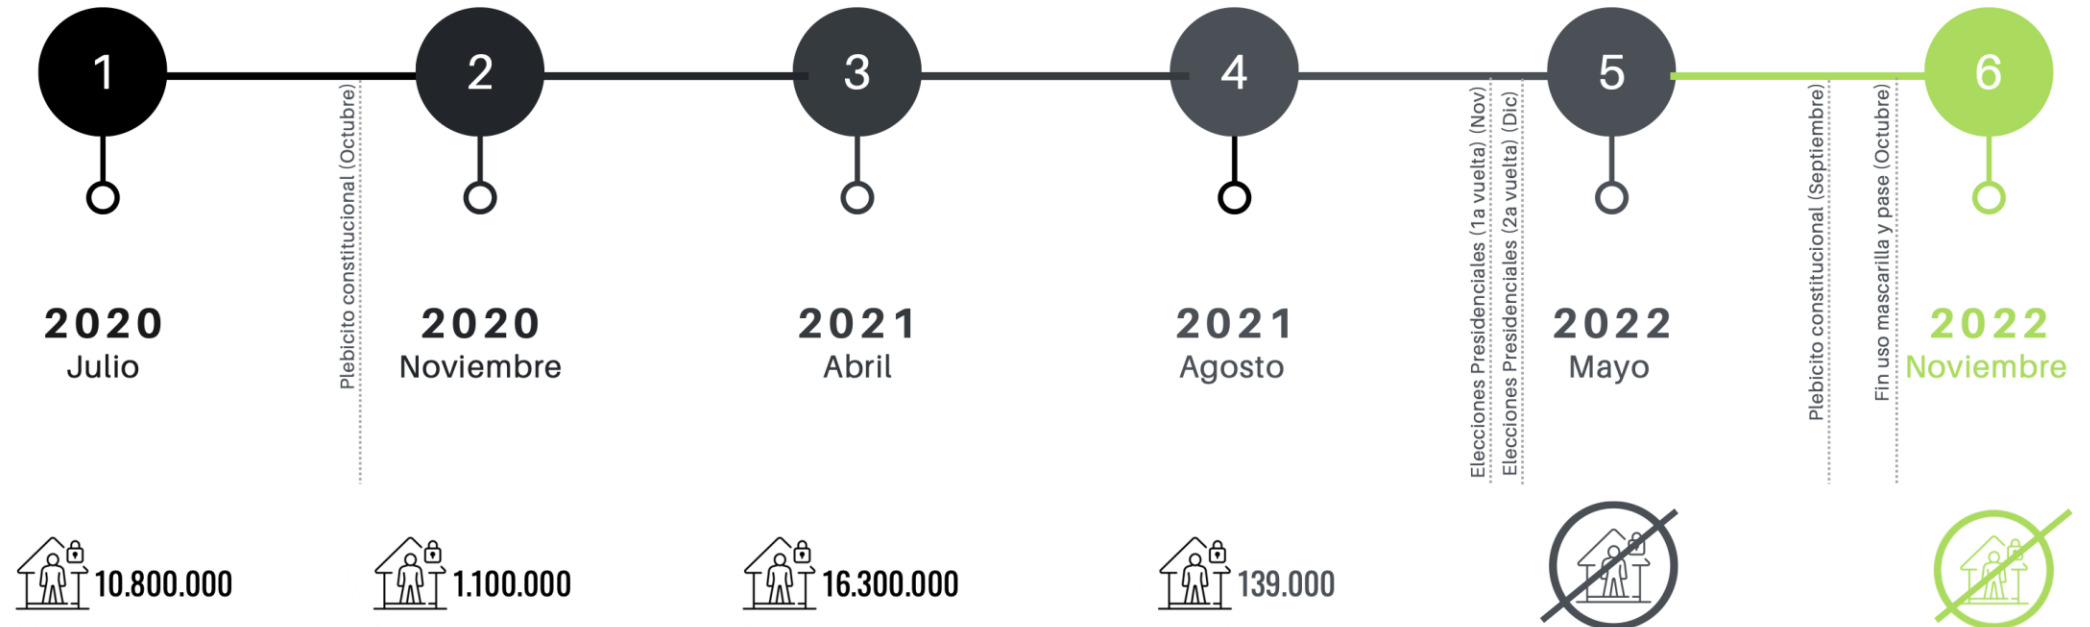 1
2
3
4
5
6
Plebicito constitucional (Octubre)
Elecciones Presidenciales (1a vuelta) (Nov)
Elecciones Presidenciales (2a vuelta) (Dic)
Plebicito constitucional (Septiembre)
Fin uso mascarilla y pase (Octubre)
2020
Julio
2020
Noviembre
2021
Abril
2021
Agosto
2022
Mayo
2022
Noviembre
10.800.000
1.100.000
16.300.000
139.000